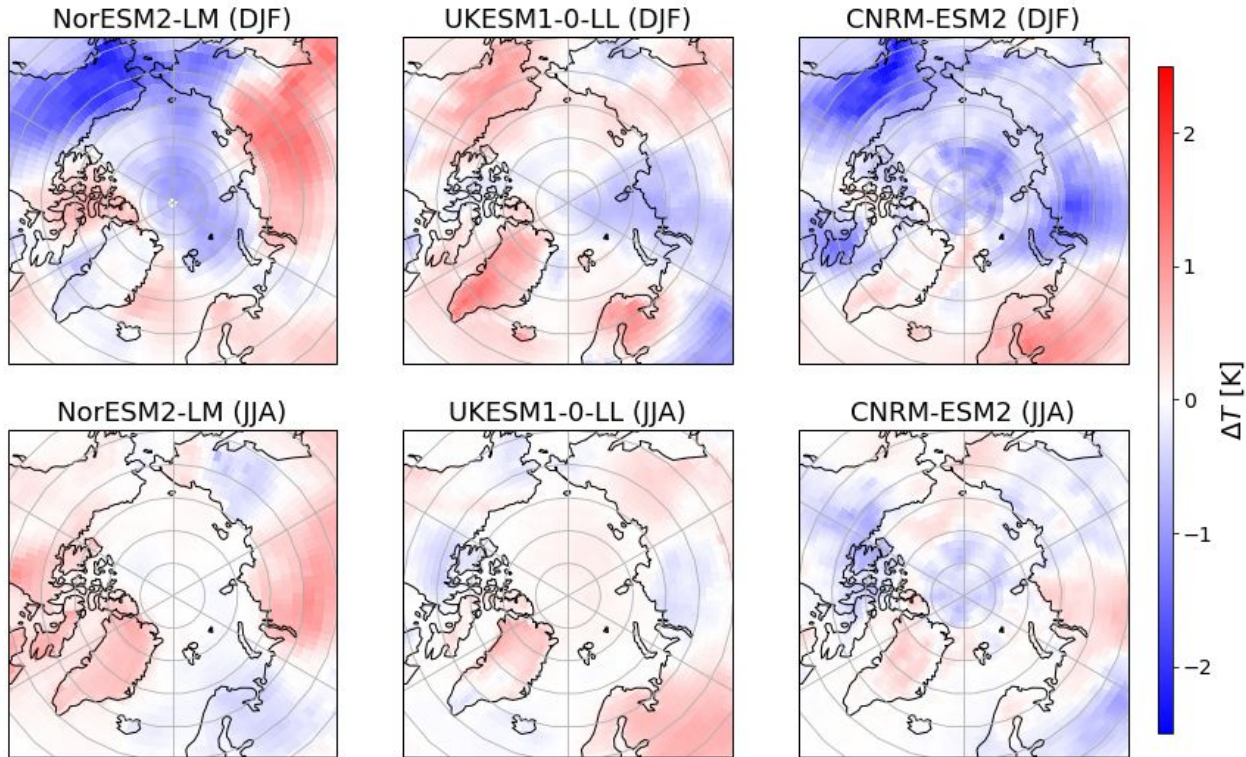 NorESM2-LM (DJF)
UKESM1-0-LL (DJF)
CNRM-ESM2 (DJF)
NorESM2-LM (JJA)
UKESM1-0-LL (JJA)
CNRM-ESM2 (JJA)
2
1
0
−1
−2
ΔT [K]